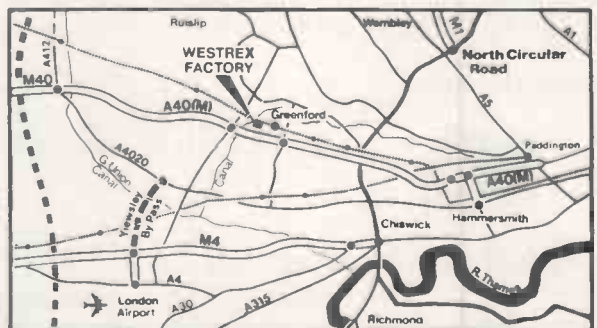 Ruislip
Wembley
M1
A1
A412
WESTREX
FACTORY
North Circular
Road
M40
A40(M)
Greenford
A5
Paddington
A4020
G. Union
Canal
Canal
A40(M)
Yiewsley
By Pass
Hammersmith
Chiswick
M4
A4
London
Airport
A30
A315
R. Thames
Richmond